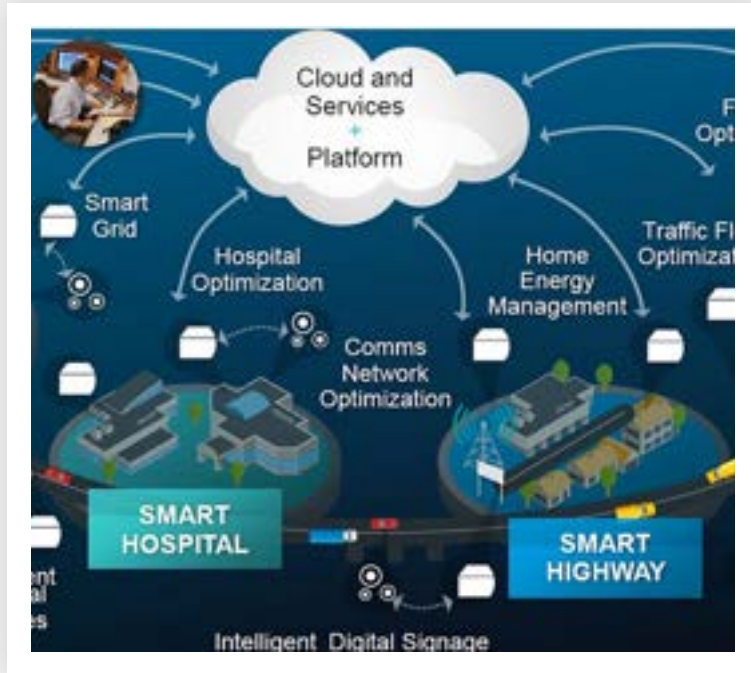 Cloud and
Services
+
Platform
Smart
Grid
Hospital
Optimization
Home
Energy
Management
Traffic
Comms
Network
Optimization
SMART
HOSPITAL
SMART
HIGHWAY
Intelligent Digital Signage